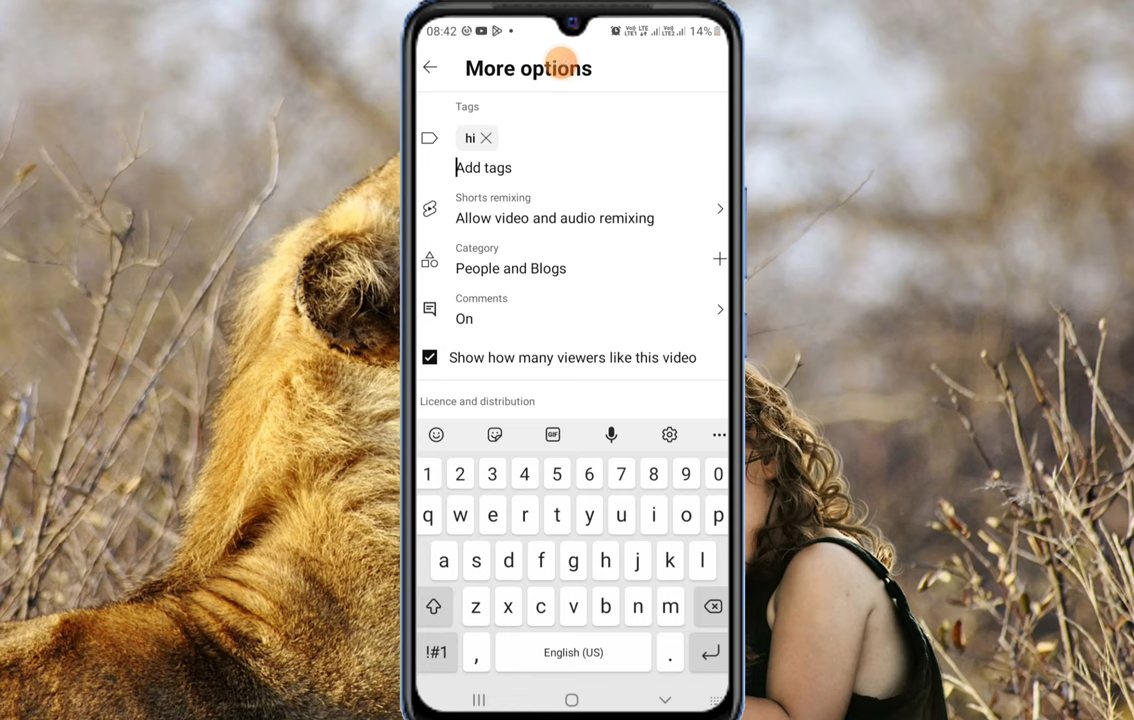 08:42 14%
More options
Tags
hi
Add tags
Shorts remixing
Allow video and audio remixing
Category
People and Blogs
Comments
On
Show how many viewers like this video
Licence and distribution
GIF
1 2 3 4 5 6 7 8 9 0
q w e r t y u i o p
a s d f g h j k l
z x c v b n m
!#1 , English (US) .